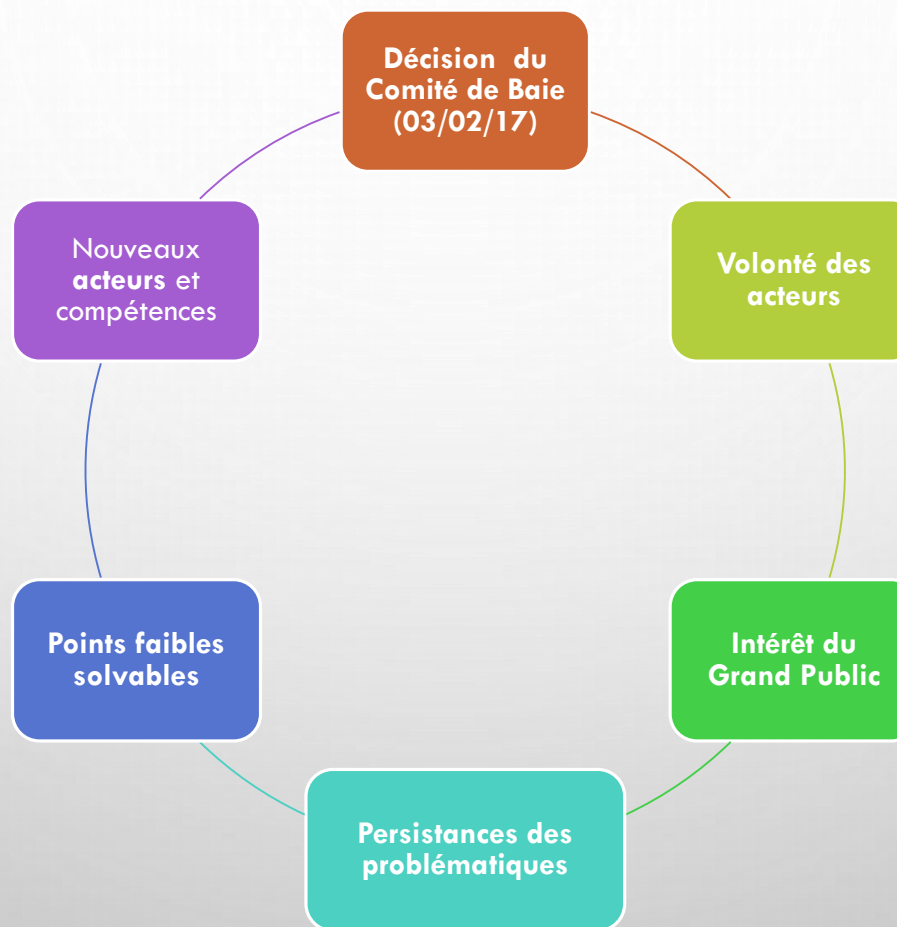 Décision du
Comité de Baie
(03/02/17)
Volonté des
acteurs
Intérêt du
Grand Public
Persistances des
problématiques
Points faibles
solvables
Nouveaux
acteurs et
compétences